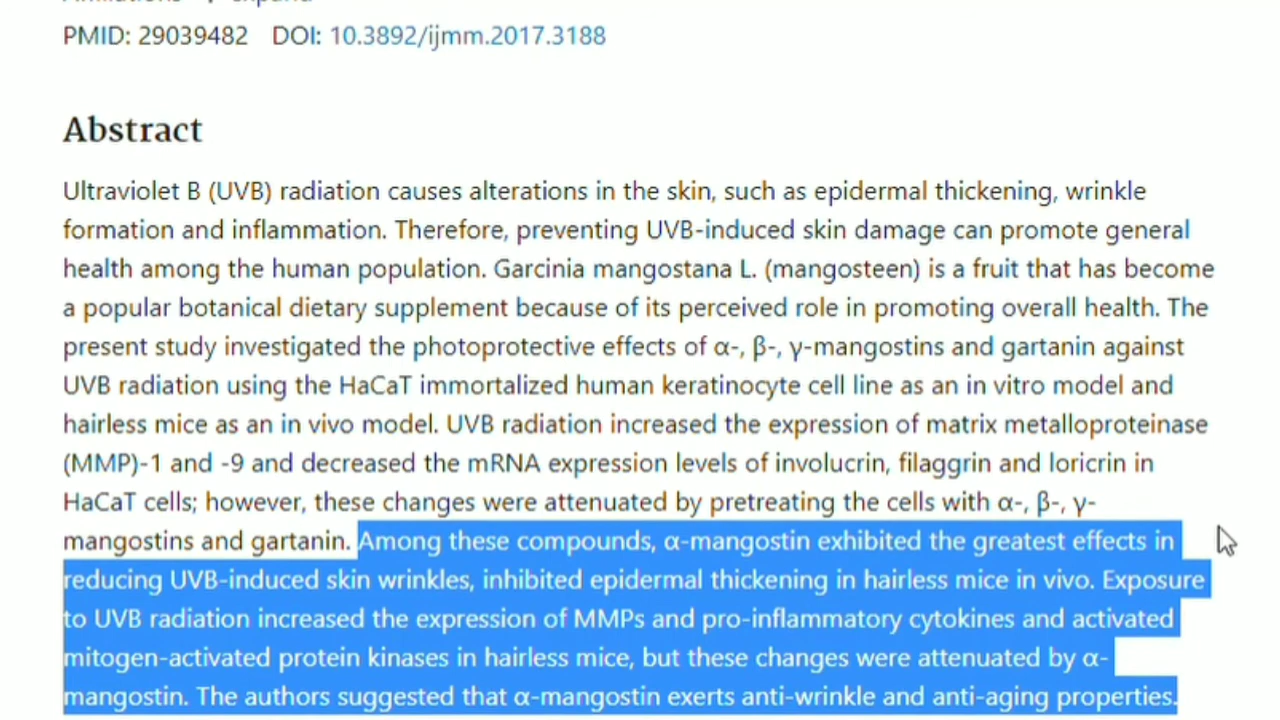 PMID: 29039482 DOI: 10.3892/ijmm.2017.3188
Abstract
Ultraviolet B (UVB) radiation causes alterations in the skin, such as epidermal thickening, wrinkle
formation and inflammation. Therefore, preventing UVB-induced skin damage can promote general
health among the human population. Garcinia mangostana L. (mangosteen) is a fruit that has become
a popular botanical dietary supplement because of its perceived role in promoting overall health. The
present study investigated the photoprotective effects of α-, β-, γ-mangostins and gartanin against
UVB radiation using the HaCaT immortalized human keratinocyte cell line as an in vitro model and
hairless mice as an in vivo model. UVB radiation increased the expression of matrix metalloproteinase
(MMP)-1 and -9 and decreased the mRNA expression levels of involucrin, filaggrin and loricrin in
HaCaT cells; however, these changes were attenuated by pretreating the cells with α-, β-, γ-
mangostins and gartanin. Among these compounds, α-mangostin exhibited the greatest effects in
reducing UVB-induced skin wrinkles, inhibited epidermal thickening in hairless mice in vivo. Exposure
to UVB radiation increased the expression of MMPs and pro-inflammatory cytokines and activated
mitogen-activated protein kinases in hairless mice, but these changes were attenuated by α-
mangostin. The authors suggested that α-mangostin exerts anti-wrinkle and anti-aging properties.